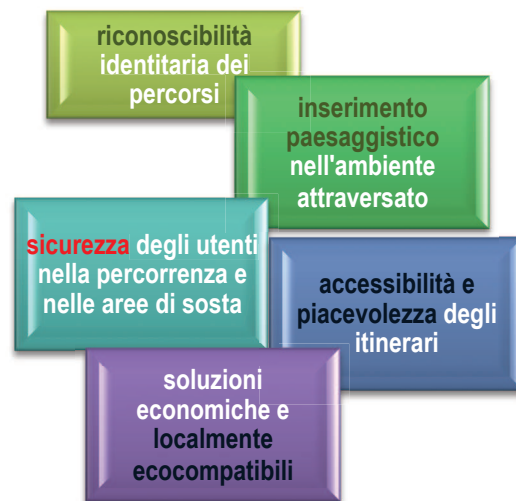 riconoscibilità
identitaria dei
percorsi
inserimento
paesaggistico
nell'ambiente
attraversato
sicurezza degli utenti
nella percorrenza e
nelle aree di sosta
accessibilità e
piacevolezza degli
itinerari
soluzioni
economiche e
localmente
ecocompatibili